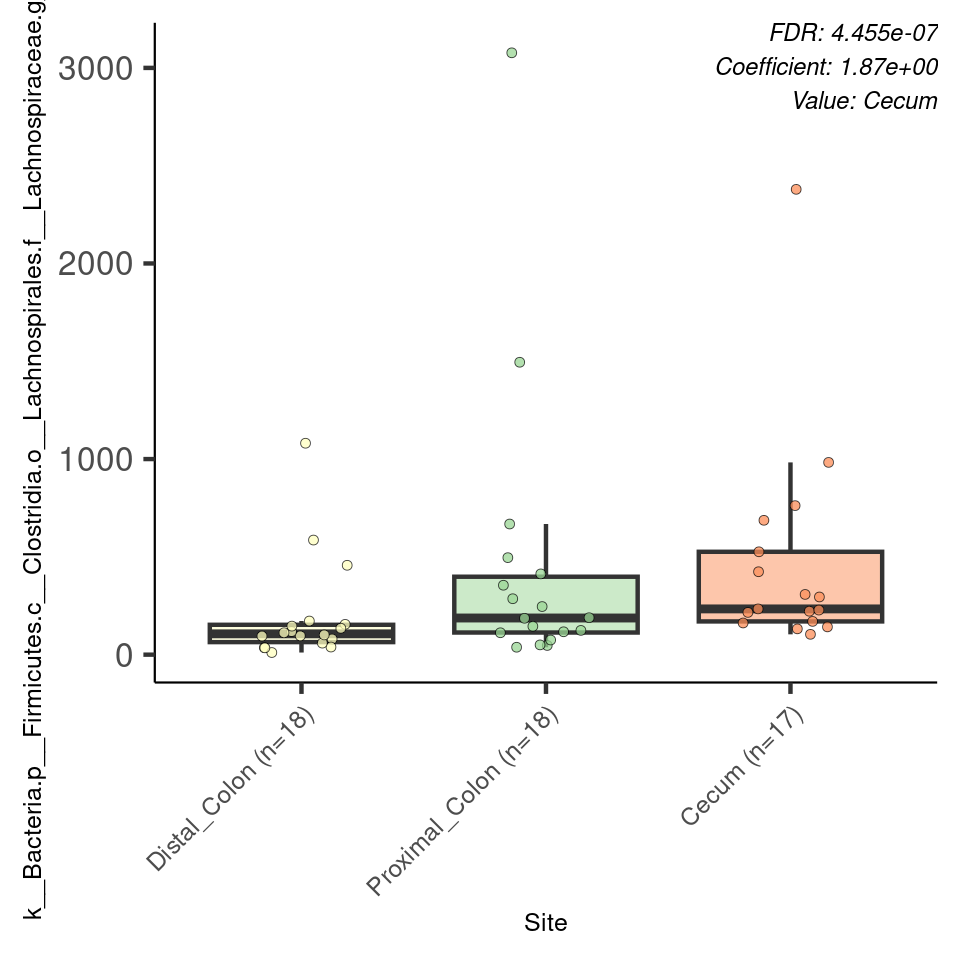 FDR: 4.455e-07
Coefficient: 1.87e+00
Value: Cecum
k__Bacteria.p__Firmicutes.c__Clostridia.o__Lachnospirales.f__Lachnospiraceae.g
3000
2000
1000
0
Distal_Colon (n=18)
Proximal_Colon (n=18)
Cecum (n=17)
Site